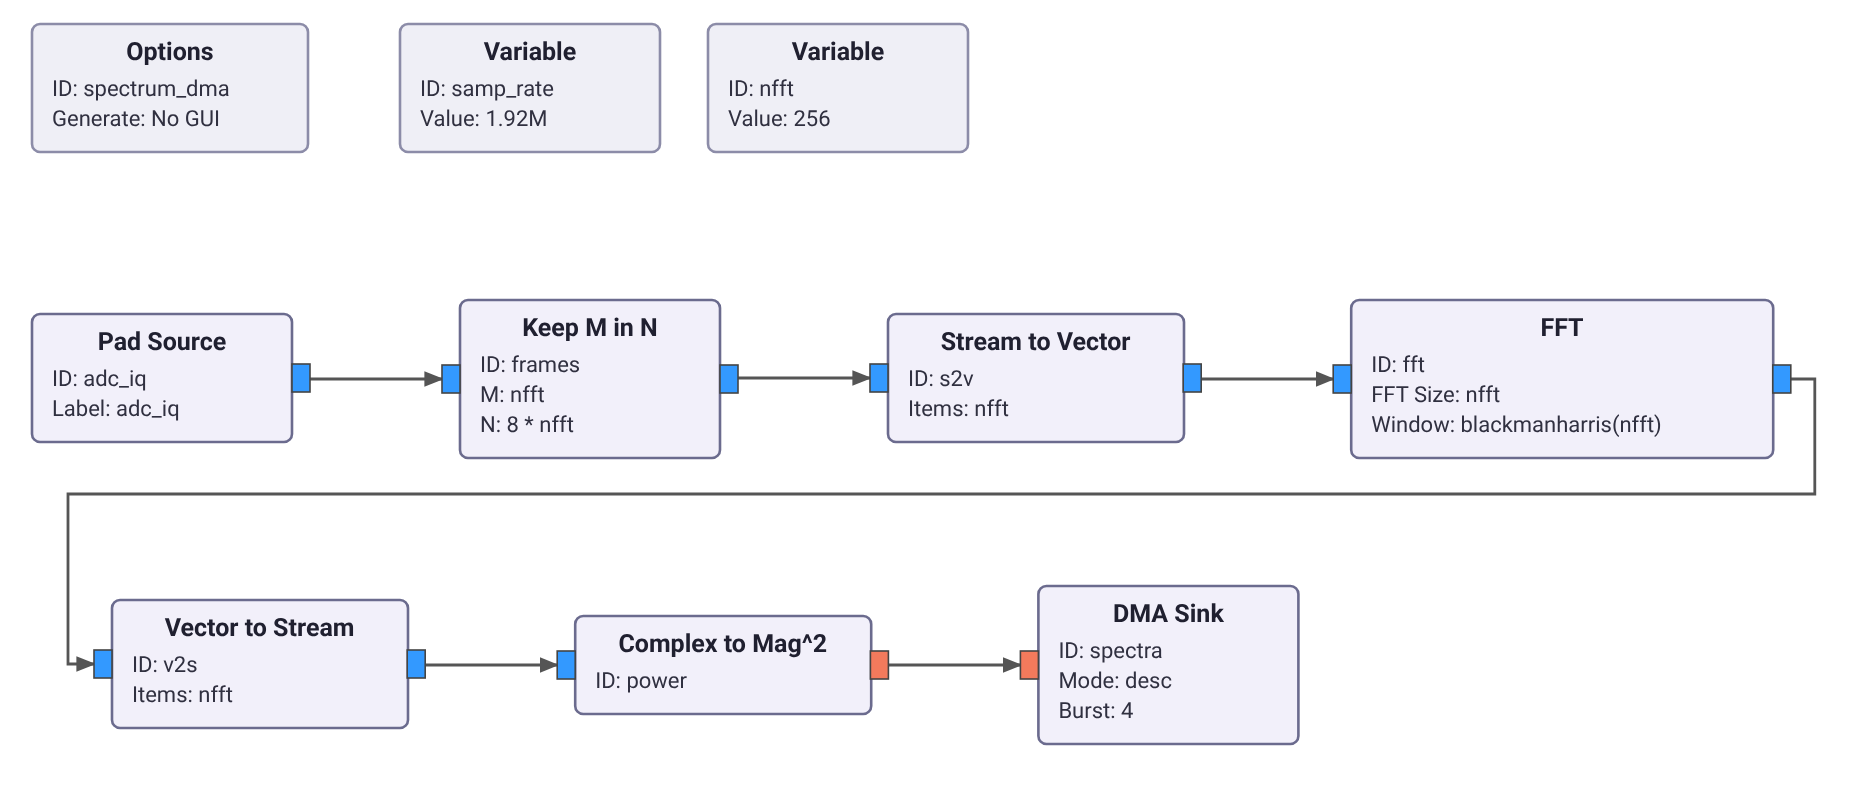 Options
ID: spectrum_dma
Generate: No GUI
Variable
ID: samp_rate
Value: 1.92M
Variable
ID: nfft
Value: 256
Pad Source
ID: adc_iq
Label: adc_iq
Keep M in N
ID: frames
M: nfft
N: 8 * nfft
Stream to Vector
ID: s2v
Items: nfft
FFT
ID: fft
FFT Size: nfft
Window: blackmanharris(nfft)
Vector to Stream
ID: v2s
Items: nfft
Complex to Mag^2
ID: power
DMA Sink
ID: spectra
Mode: desc
Burst: 4